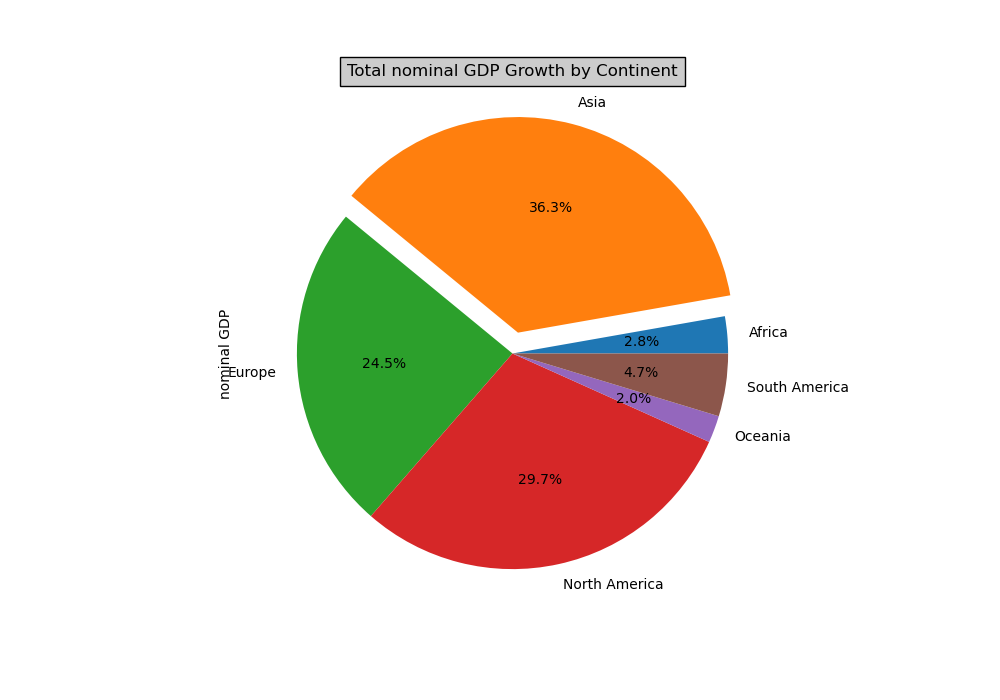 Total nominal GDP Growth by Continent
Asia
36.3%
Africa
2.8%
nominal GDP
Europe
24.5%
4.7%
South America
2.0%
Oceania
29.7%
North America